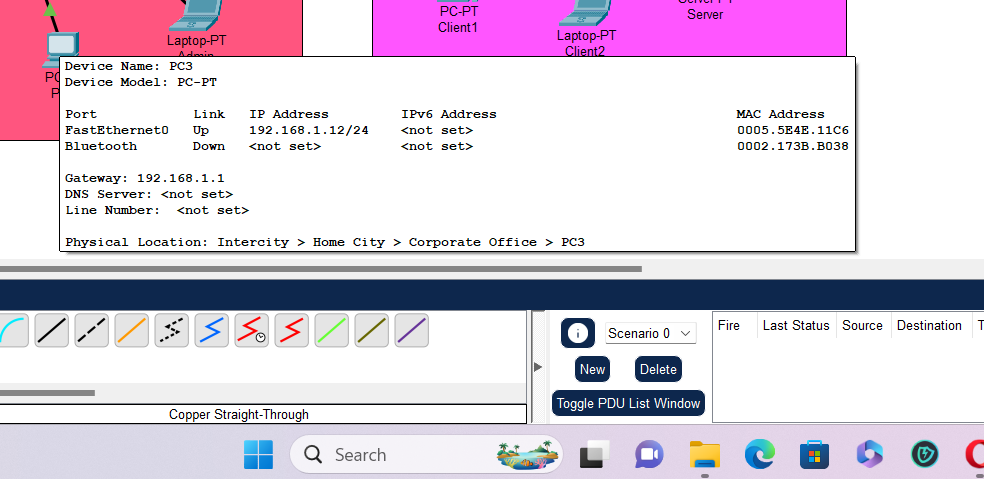 Laptop-PT
Admin
PC-PT
Client1
Laptop-PT
Client2
Server
PC
P
Device Name: PC3
Device Model: PC-PT
Port Link IP Address IPv6 Address MAC Address
FastEthernet0 Up 192.168.1.12/24 <not set> 0005.5E4E.11C6
Bluetooth Down <not set> <not set> 0002.173B.B038
Gateway: 192.168.1.1
DNS Server: <not set>
Line Number: <not set>
Physical Location: Intercity > Home City > Corporate Office > PC3
Scenario 0
New Delete
Toggle PDU List Window
Fire Last Status Source Destination T
Copper Straight-Through
Search